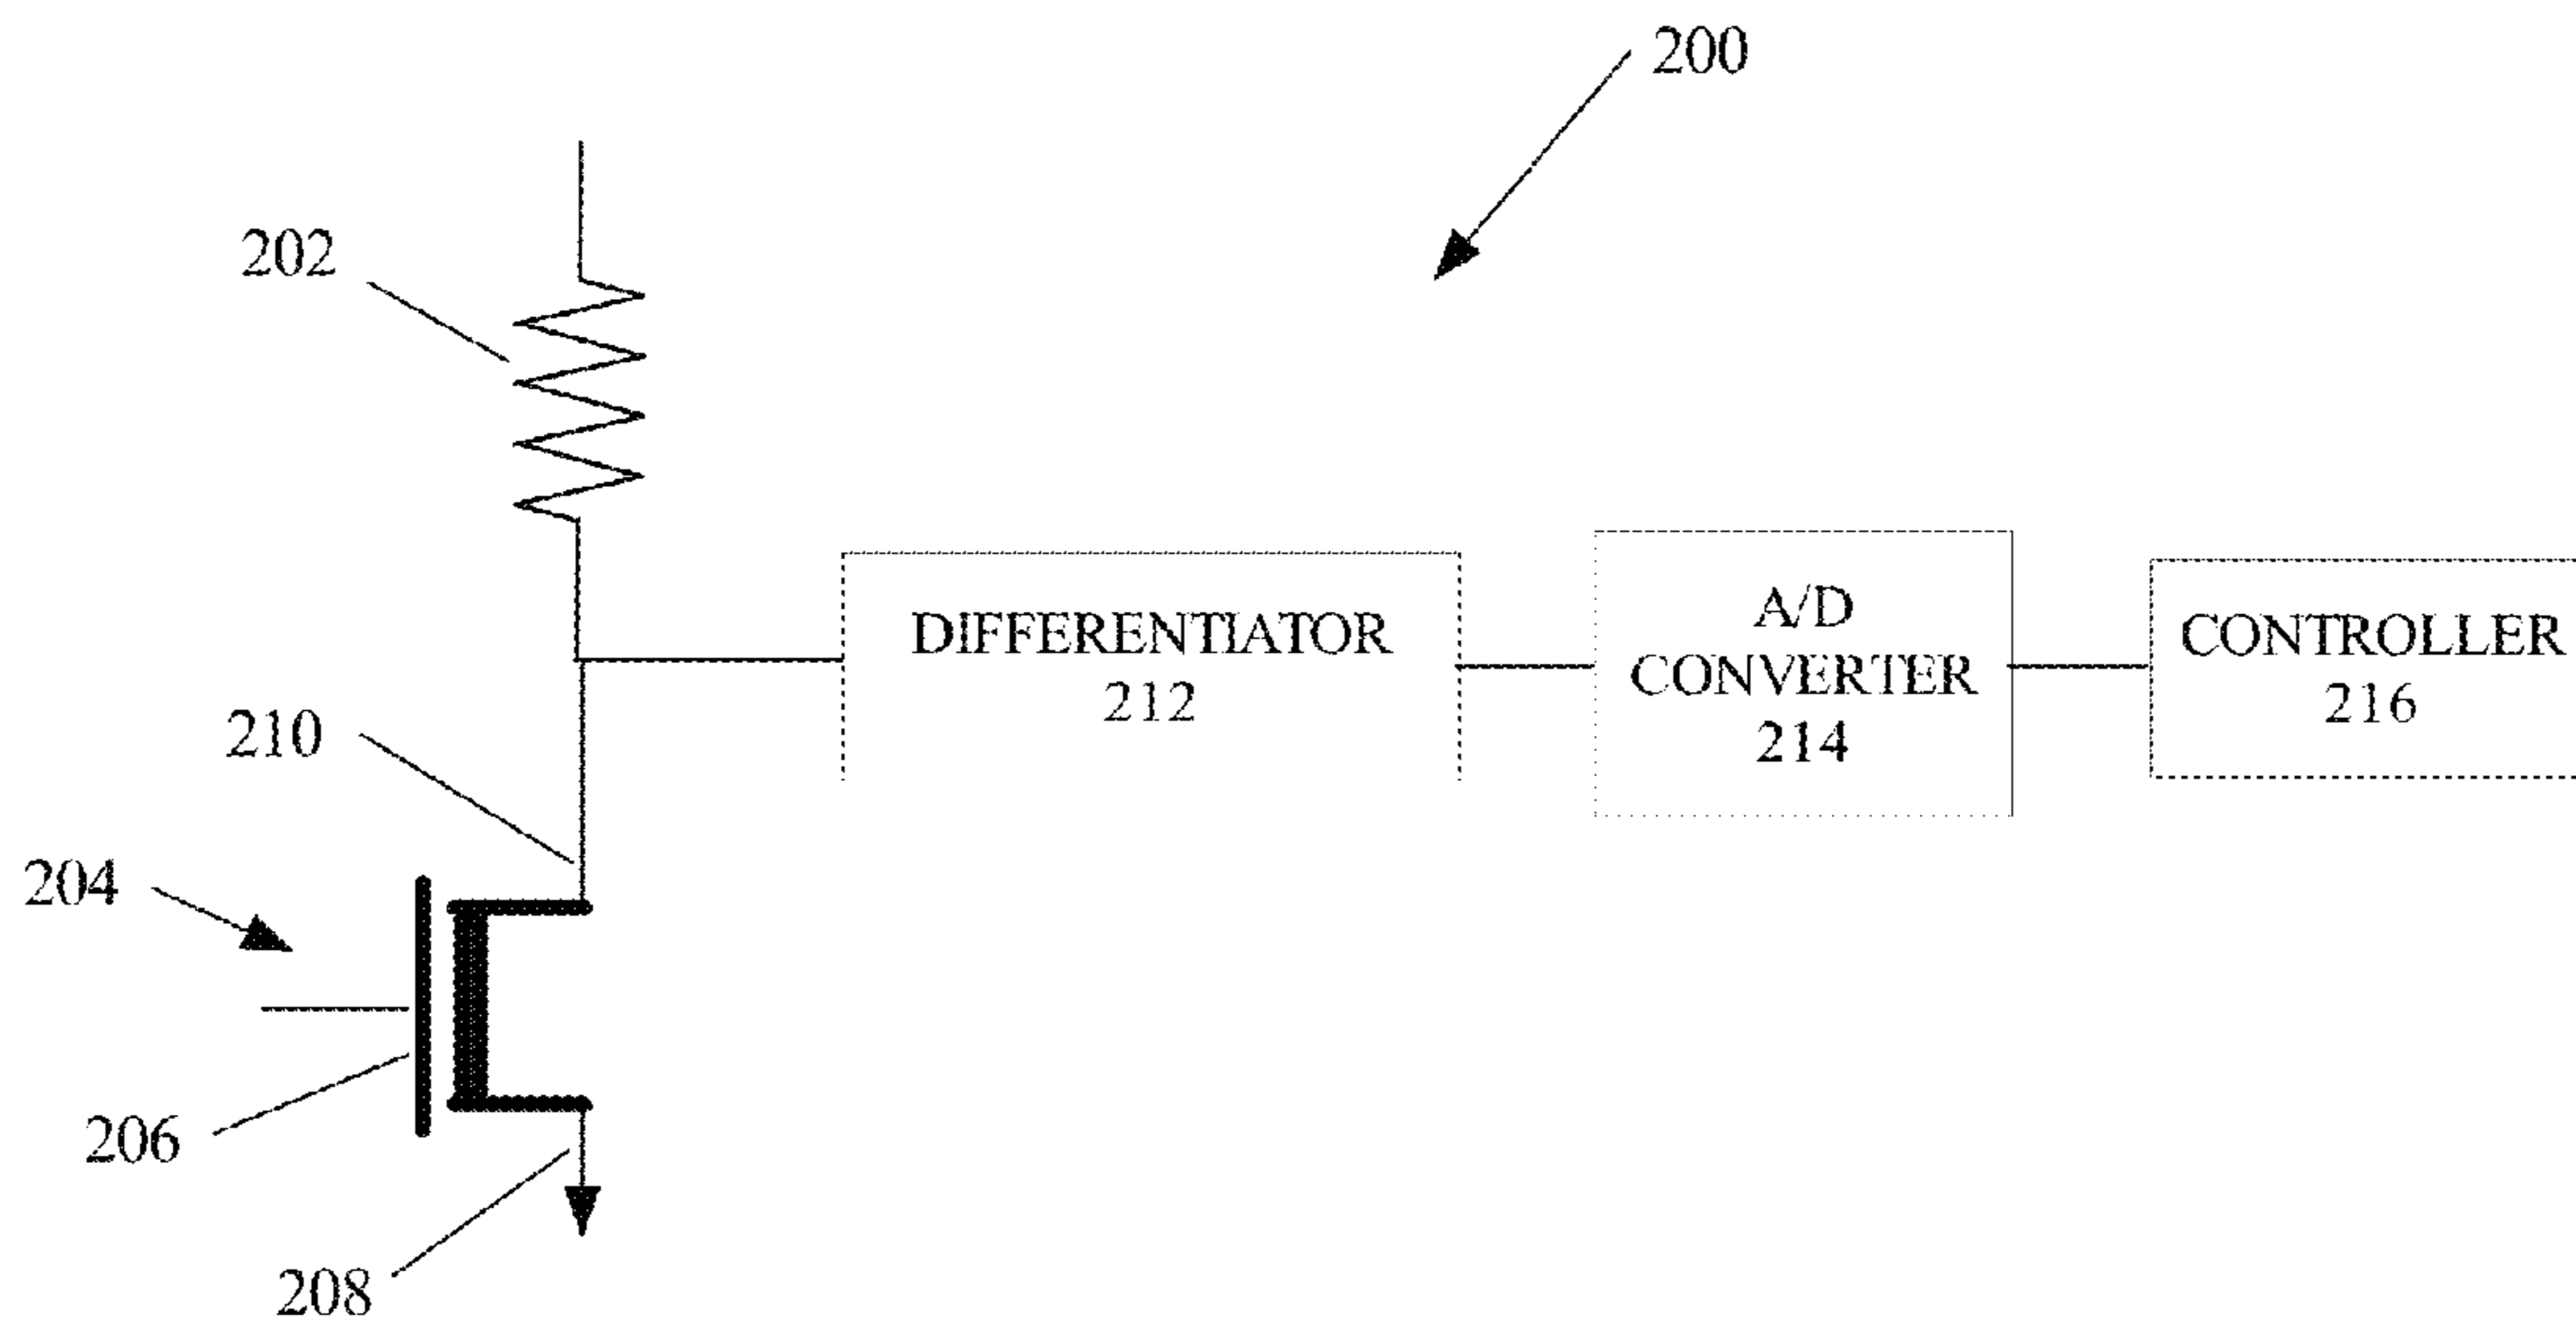 200
202
DIFFERENTIATOR
212
A/D
CONVERTER
214
CONTROLLER
216
210
204
206
208